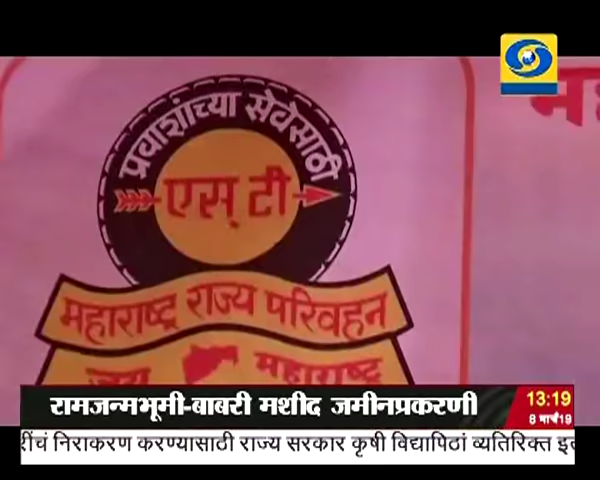 प्रवाशांच्या सेवेसाठी
एस् टी
महाराष्ट्र राज्य परिवहन
जय महाराष्ट्र
रामजन्मभूमी-बाबरी मशीद जमीनप्रकरणी
13:19
8 मार्च19
निराकरण करण्यासाठी राज्य सरकार कृषी विद्यापिठां व्यतिरिक्त